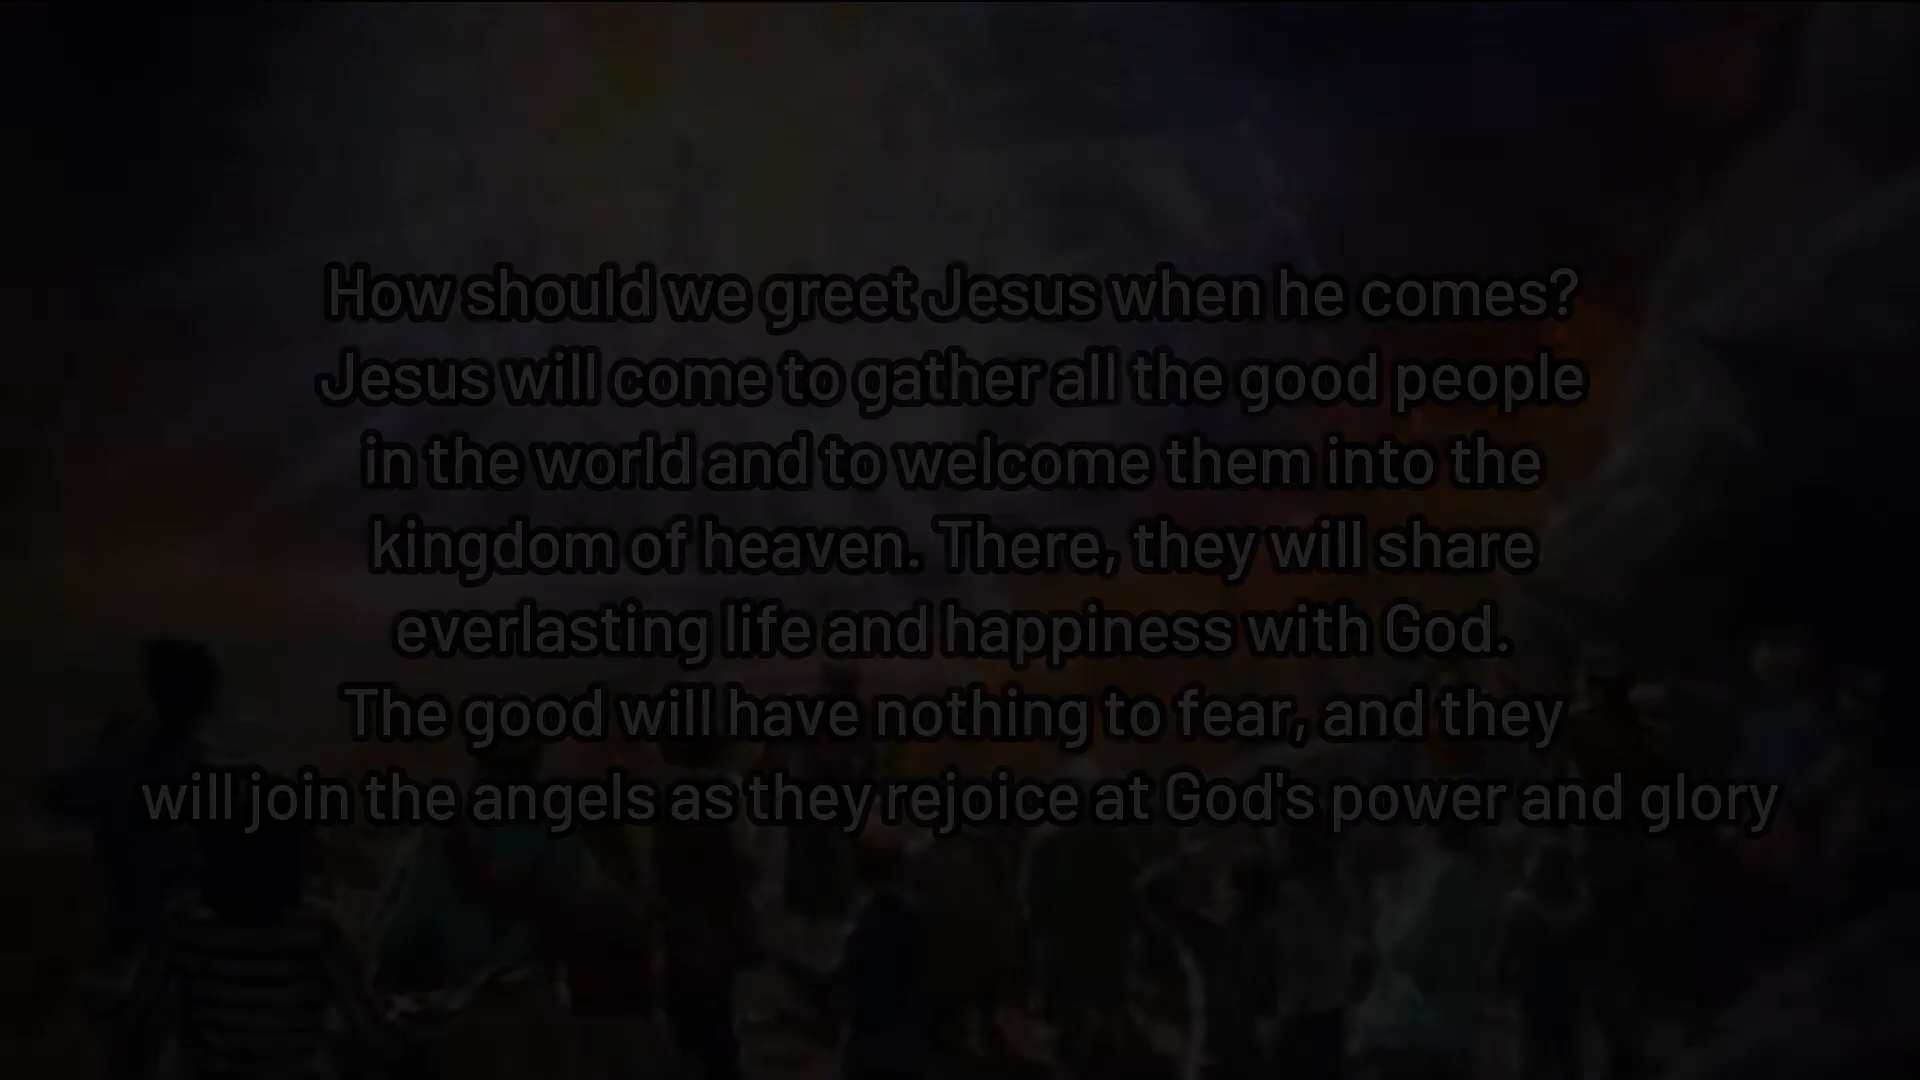 How should we greet Jesus when he comes?
Jesus will come to gather all the good people
in the world and to welcome them into the
kingdom of heaven. There, they will share
everlasting life and happiness with God.
The good will have nothing to fear, and they
will join the angels as they rejoice at God's power and glory